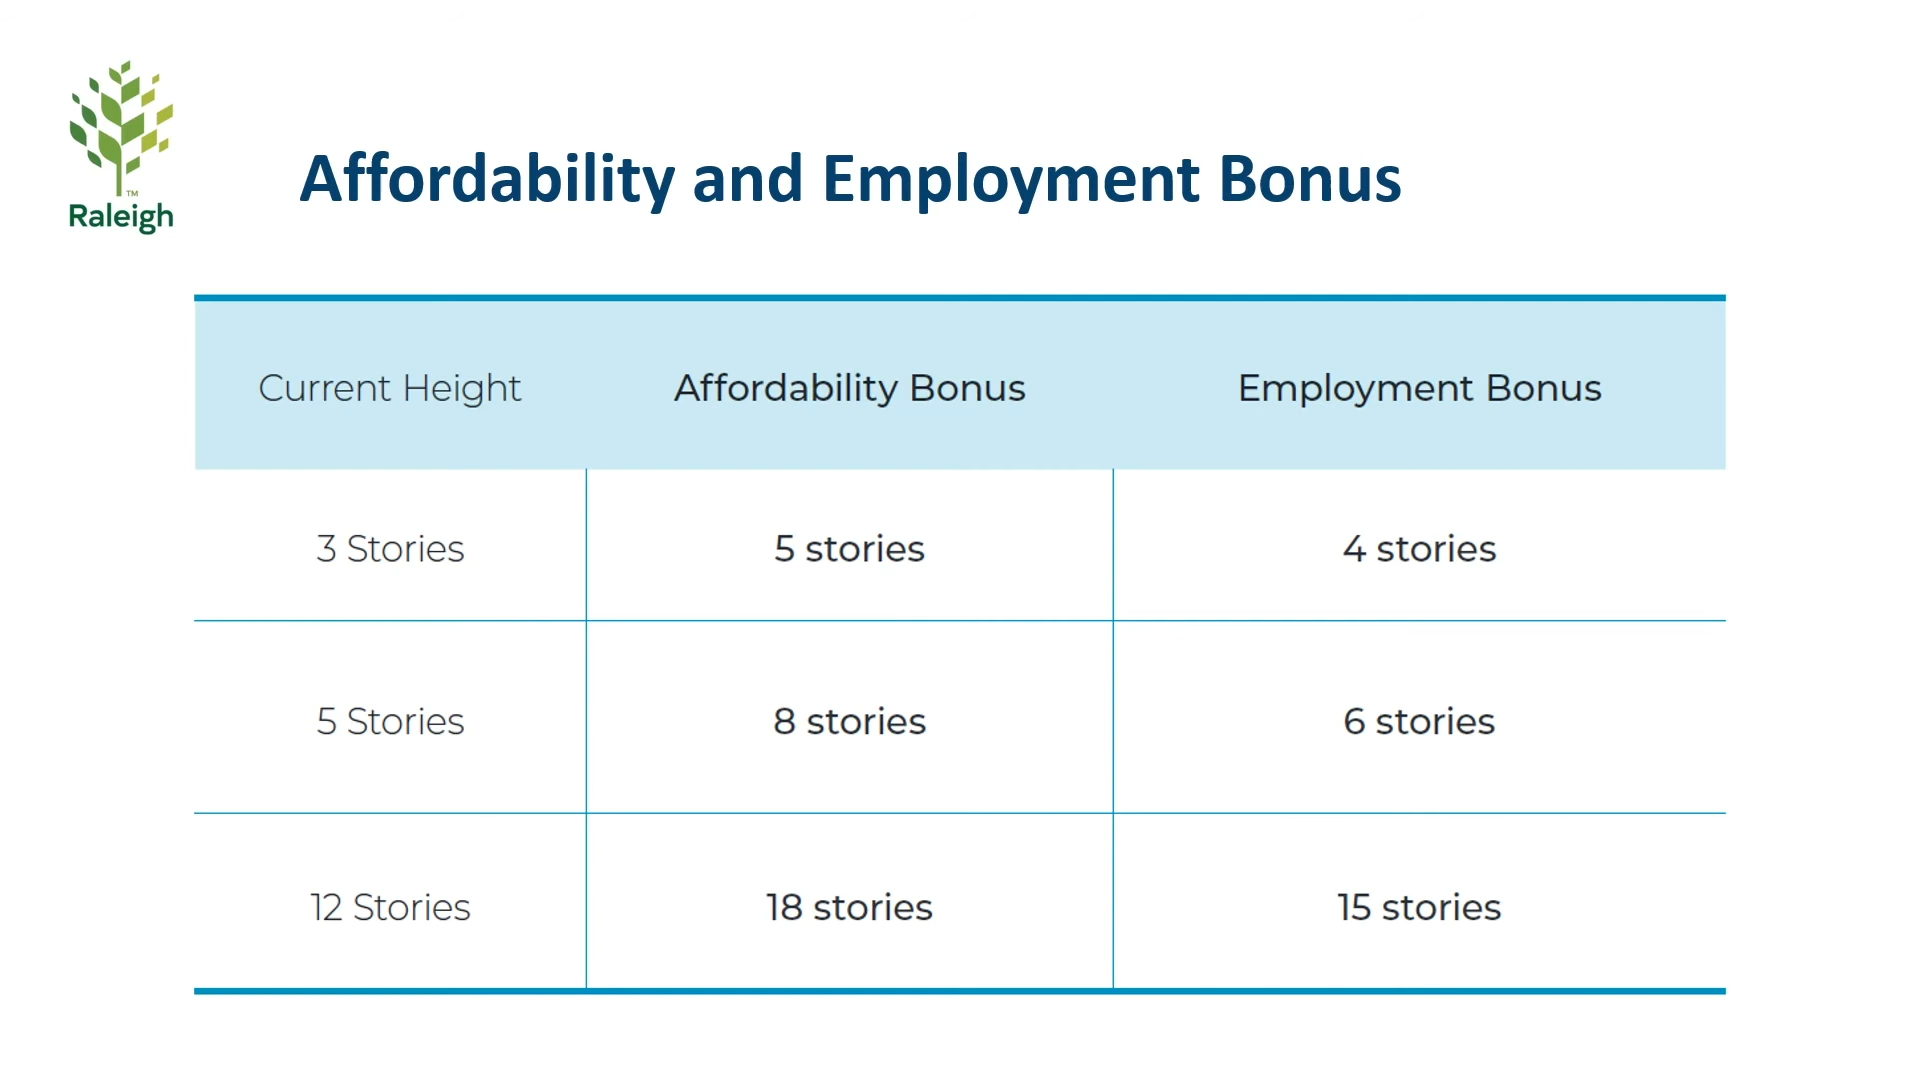 TM
Raleigh
Affordability and Employment Bonus
Current Height Affordability Bonus Employment Bonus
3 Stories 5 stories 4 stories
5 Stories 8 stories 6 stories
12 Stories 18 stories 15 stories